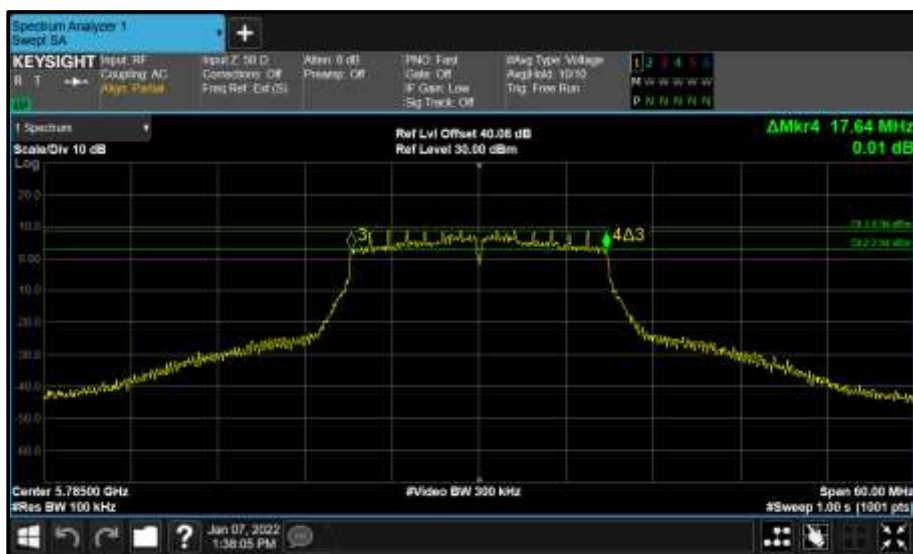 Spectrum Analyzer 1
Swept SA
+
KEYSIGHT
R T
Input: RF
Coupling: AC
Align: Partial
Input Z: 50 Ω
Corrections: Off
Freq Ref: Ext (S)
Atten: 6 dB
Preamp: Off
PNO: Fast
Gate: Off
IF Gain: Low
Sig Track: Off
#Avg Type: Voltage
Avg|Hold: 10/10
Trig: Free Run
1 2 3 4 5 6
M W W W W W
P N N N N N
1 Spectrum
Scale/Div 10 dB
Ref Lvl Offset 40.08 dB
Ref Level 30.00 dBm
ΔMkr4 17.64 MHz
0.01 dB
Log
20.0
10.0
0.00
-10.0
-20.0
-30.0
-40.0
-50.0
-60.0
3
4Δ3
Center 5.78500 GHz
#Res BW 100 kHz
#Video BW 300 kHz
Span 60.00 MHz
#Sweep 1.00 s (1001 pts)
?
Jan 07, 2022
1:38:05 PM